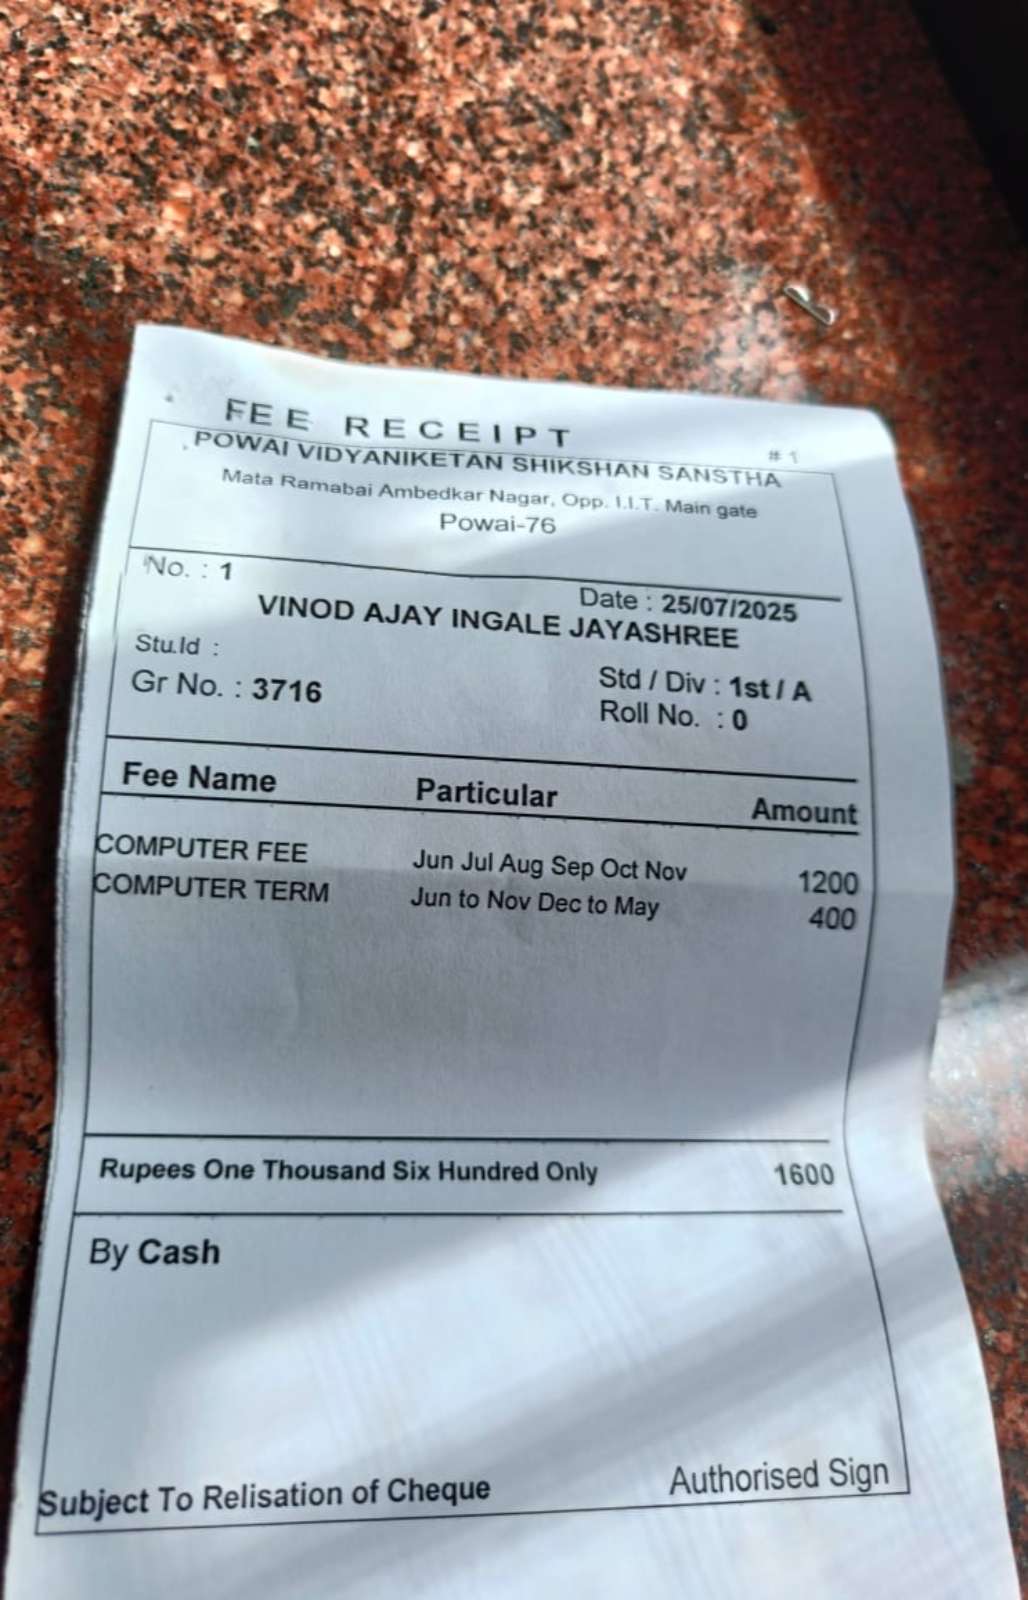 FEE RECEIPT
# 1
POWAI VIDYANIKETAN SHIKSHAN SANSTHA
Mata Ramabai Ambedkar Nagar, Opp. I.I.T. Main gate
Powai-76
No. : 1 Date : 25/07/2025
VINOD AJAY INGALE JAYASHREE
Stu.Id :
Gr No. : 3716 Std / Div : 1st / A
Roll No. : 0
Fee Name Particular Amount
COMPUTER FEE Jun Jul Aug Sep Oct Nov 1200
COMPUTER TERM Jun to Nov Dec to May 400
Rupees One Thousand Six Hundred Only 1600
By Cash
Subject To Relisation of Cheque Authorised Sign